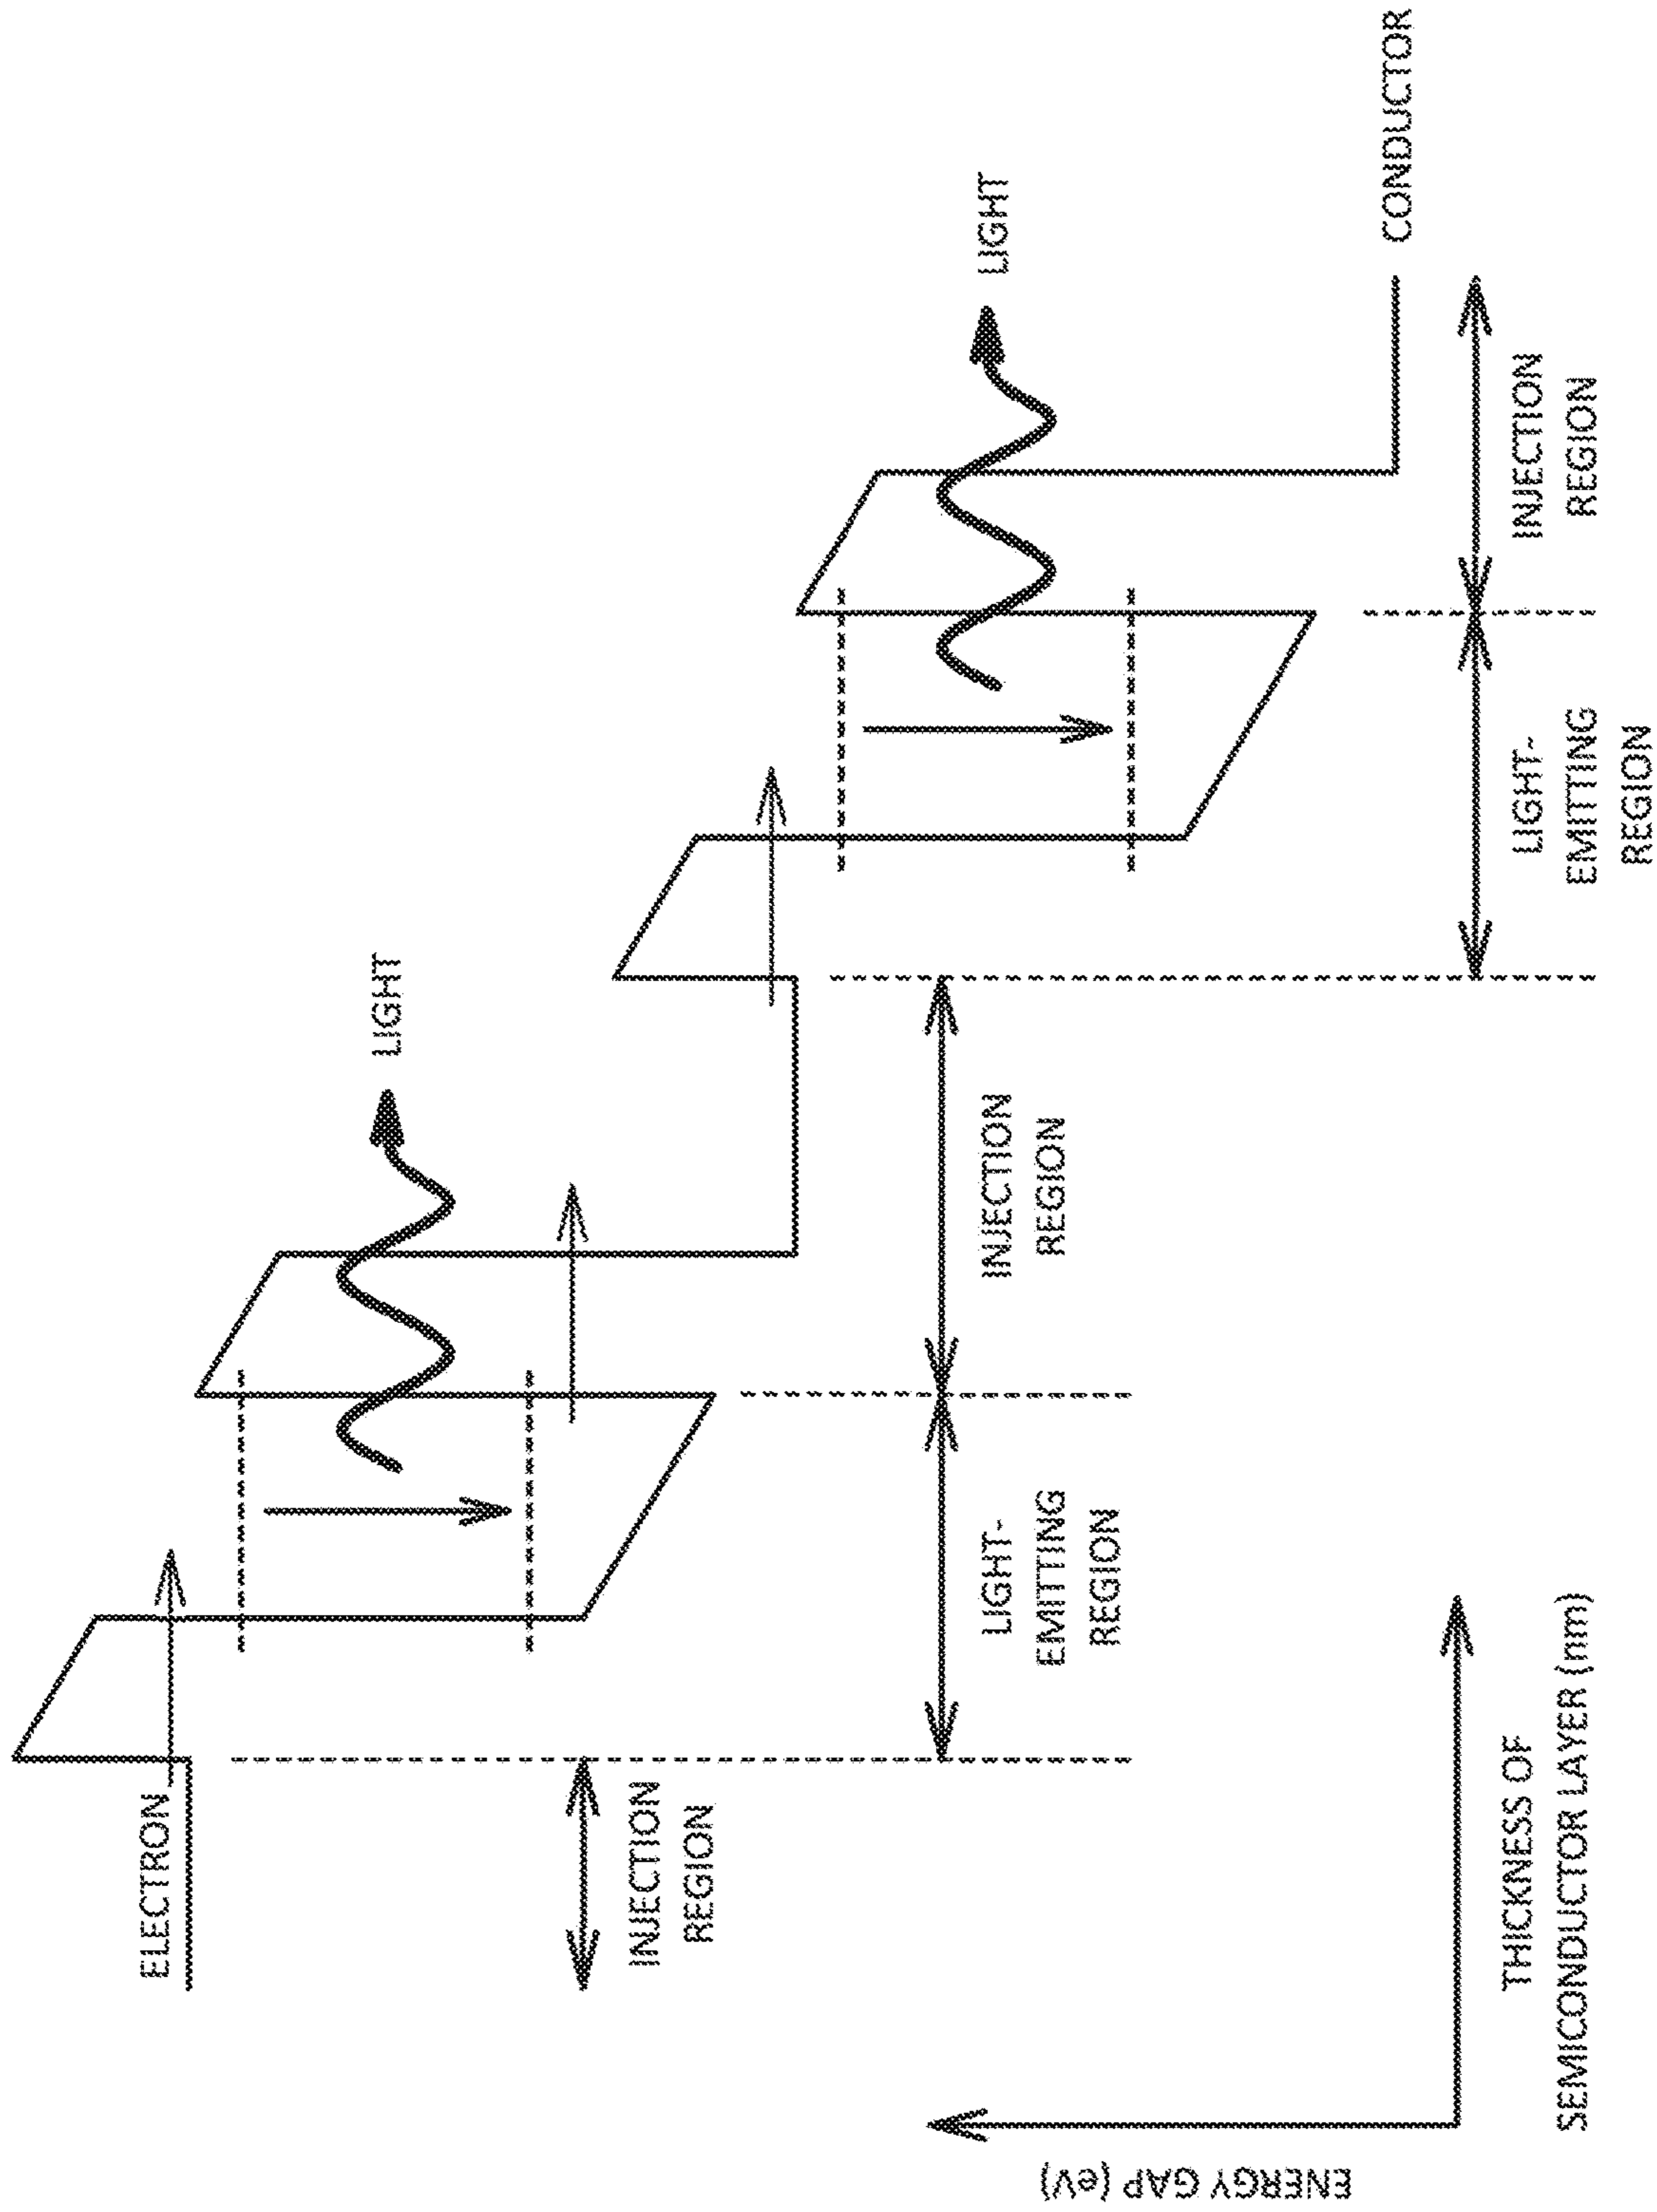 ELECTRON
LIGHT
INJECTION
REGION
LIGHT-
EMITTING
REGION
INJECTION
REGION
LIGHT
LIGHT-
EMITTING
REGION
INJECTION
REGION
CONDUCTOR
ENERGY GAP (eV)
THICKNESS OF
SEMICONDUCTOR LAYER (nm)